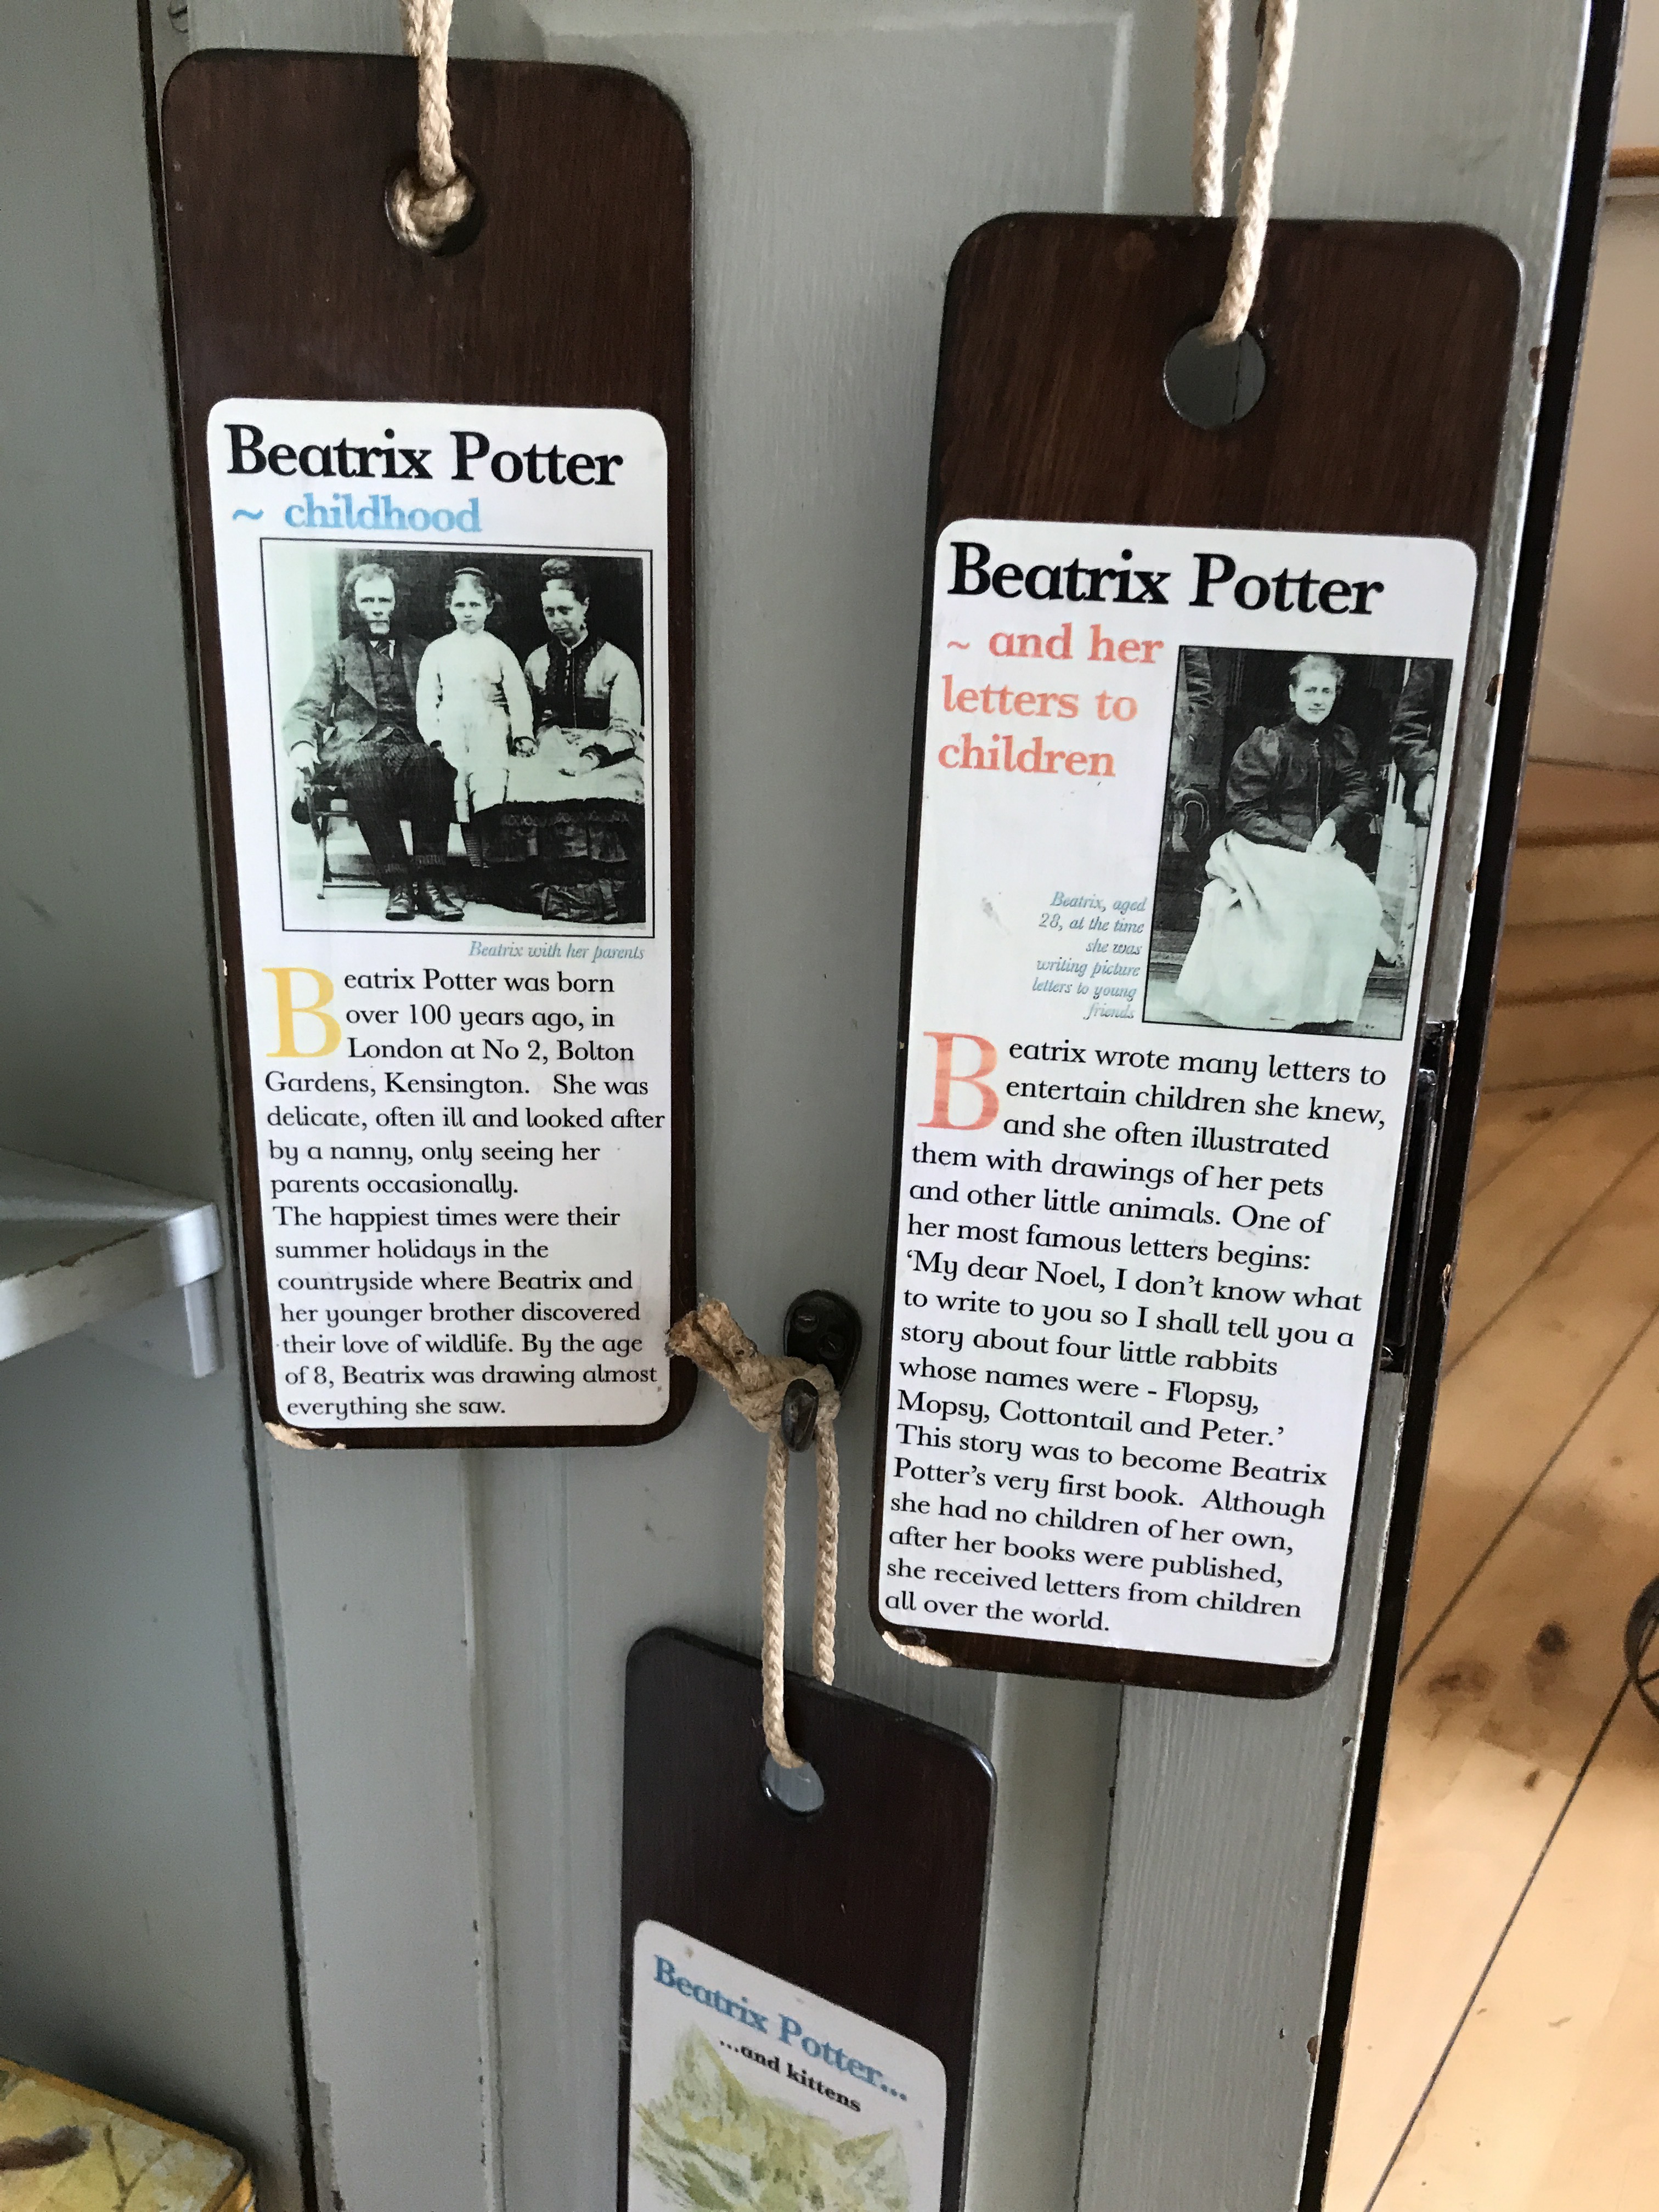 Beatrix Potter
~ childhood
Beatrix with her parents
Beatrix Potter was born
over 100 years ago, in
London at No 2, Bolton
Gardens, Kensington. She was
delicate, often ill and looked after
by a nanny, only seeing her
parents occasionally.
The happiest times were their
summer holidays in the
countryside where Beatrix and
her younger brother discovered
their love of wildlife. By the age
of 8, Beatrix was drawing almost
everything she saw.
Beatrix Potter
~ and her
letters to
children
Beatrix, aged
28, at the time
she was
writing picture
letters to young
friends
Beatrix wrote many letters to
entertain children she knew,
and she often illustrated
them with drawings of her pets
and other little animals. One of
her most famous letters begins:
‘My dear Noel, I don’t know what
to write to you so I shall tell you a
story about four little rabbits
whose names were - Flopsy,
Mopsy, Cottontail and Peter.’
This story was to become Beatrix
Potter’s very first book. Although
she had no children of her own,
after her books were published,
she received letters from children
all over the world.
Beatrix Potter...
...and kittens